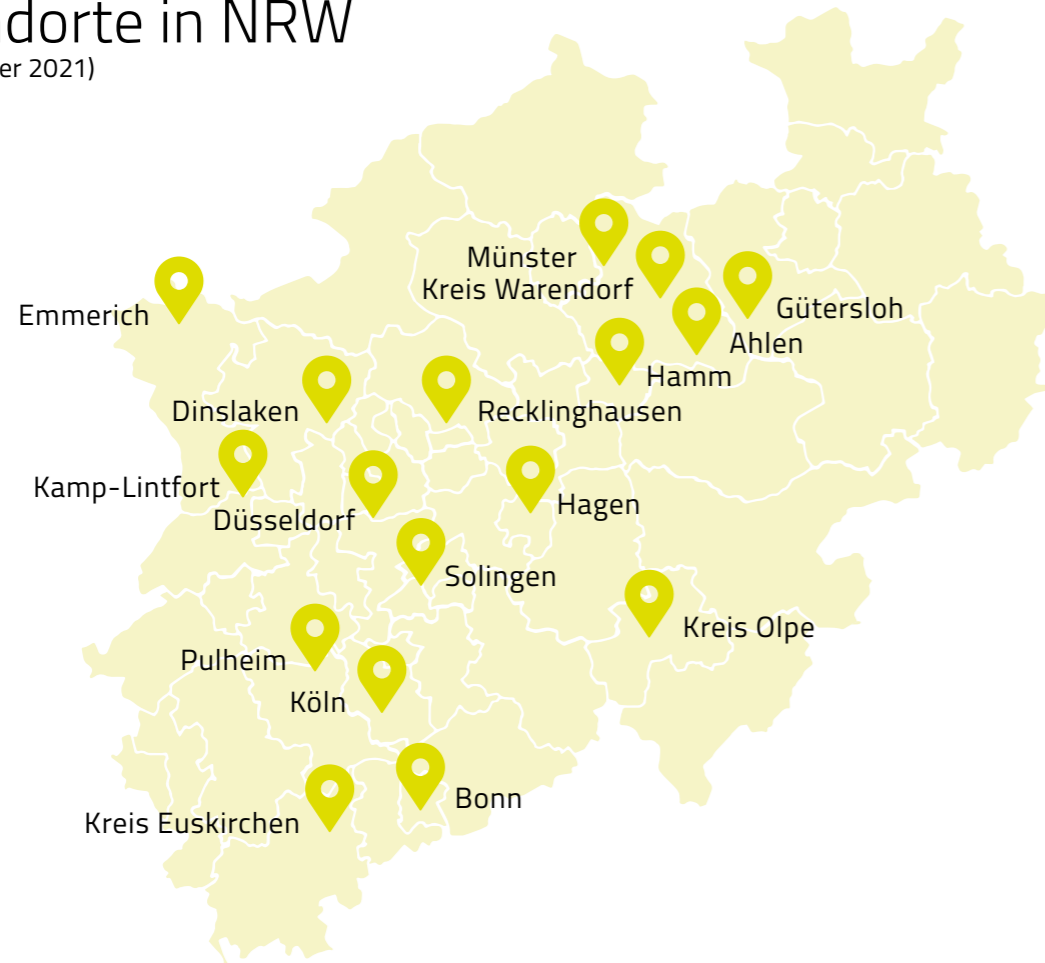 dorte in NRW
er 2021)
Münster
Kreis Warendorf
Emmerich
Gütersloh
Ahlen
Hamm
Dinslaken
Recklinghausen
Kamp-Lintfort
Hagen
Düsseldorf
Solingen
Kreis Olpe
Pulheim
Köln
Bonn
Kreis Euskirchen